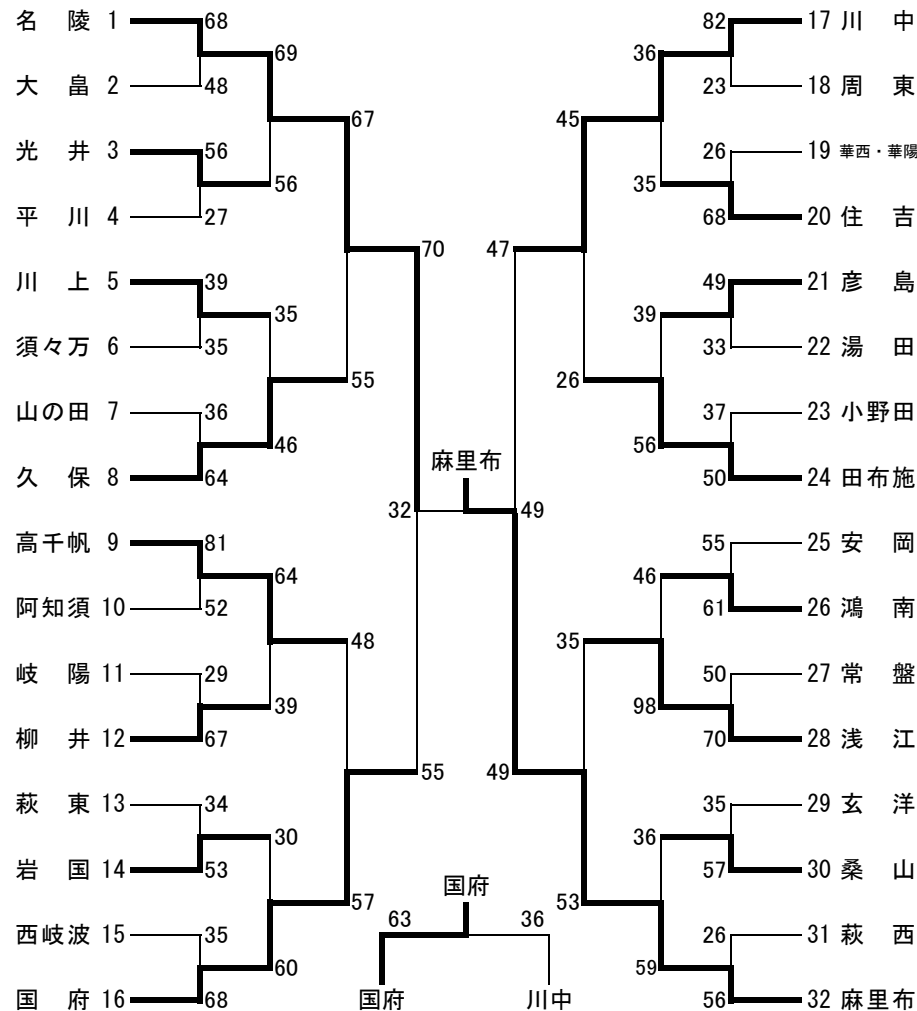 名 陵 1 68 82 17 川 中
69 36
大 畠 2 48 23 18 周 東
67 45
光 井 3 56 26 19 華西・華陽
56 35
平 川 4 27 68 20 住 吉
70 47
川 上 5 39 49 21 彦 島
35 39
須々万 6 35 33 22 湯 田
55 26
山の田 7 36 37 23 小野田
46 56
久 保 8 64 50 24 田布施
麻里布
32 49
高千帆 9 81 55 25 安 岡
64 46
阿知須 10 52 61 26 鴻 南
48 35
岐 陽 11 29 50 27 常 盤
39 98
柳 井 12 67 70 28 浅 江
55 49
萩 東 13 34 35 29 玄 洋
30 36
岩 国 14 53 57 30 桑 山
国府
57 53
63 36
西岐波 15 35 26 31 萩 西
60 59
国 府 16 68 56 32 麻里布
国府 川中